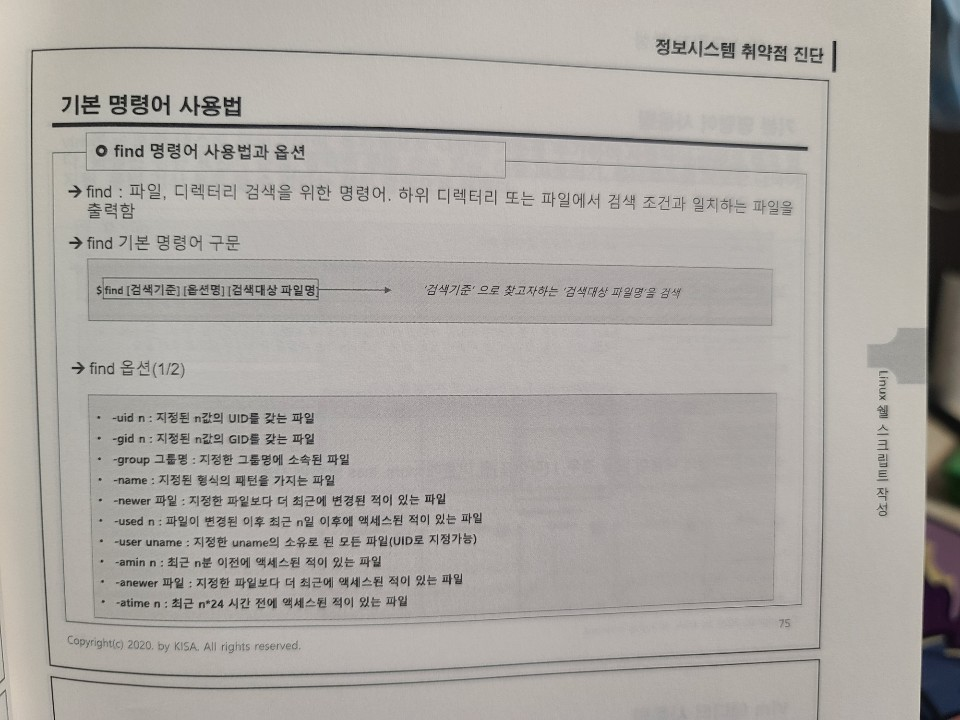 정보시스템 취약점 진단
기본 명령어 사용법
find 명령어 사용법과 옵션
→ find : 파일, 디렉터리 검색을 위한 명령어. 하위 디렉터리 또는 파일에서 검색 조건과 일치하는 파일을
출력함
→ find 기본 명령어 구문
$ find [검색기준] [옵션명] [검색대상 파일명]
'검색기준' 으로 찾고자하는 '검색대상 파일명'을 검색
→ find 옵션(1/2)
• -uid n : 지정된 n값의 UID를 갖는 파일
• -gid n : 지정된 n값의 GID를 갖는 파일
• -group 그룹명 : 지정한 그룹명에 소속된 파일
• -name : 지정된 형식의 패턴을 가지는 파일
• -newer 파일 : 지정한 파일보다 더 최근에 변경된 적이 있는 파일
• -used n : 파일이 변경된 이후 최근 n일 이후에 액세스된 적이 있는 파일
• -user uname : 지정한 uname의 소유로 된 모든 파일(UID로 지정가능)
• -amin n : 최근 n분 이전에 액세스된 적이 있는 파일
• -anewer 파일 : 지정한 파일보다 더 최근에 액세스된 적이 있는 파일
• -atime n : 최근 n*24 시간 전에 액세스된 적이 있는 파일
75
Copyright(c) 2020. by KISA. All rights reserved.
Linux 쉘 스크립트 작성